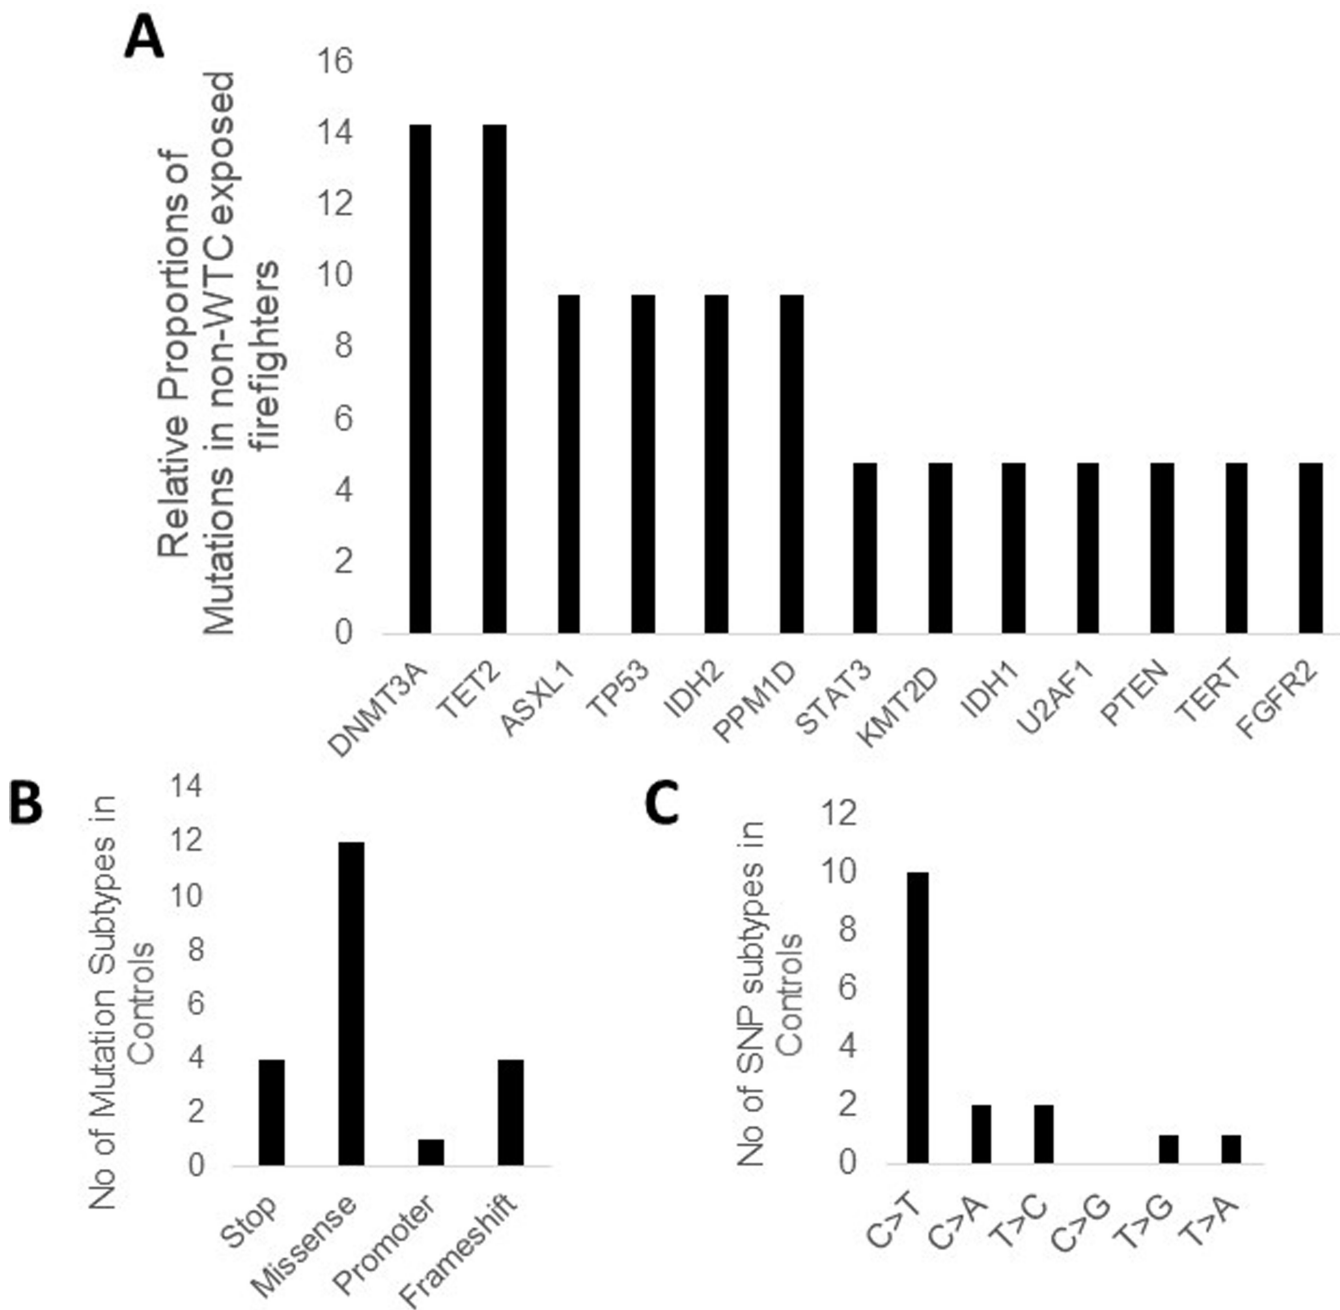 A
Relative Proportions of
Mutations in non-WTC exposed
firefighters
16
14
12
10
8
6
4
2
0
DNMT3A
TET2
ASXL1
TP53
IDH2
PPM1D
STAT3
KMT2D
IDH1
U2AF1
PTEN
TERT
FGFR2
B
No of Mutation Subtypes in
Controls
14
12
10
8
6
4
2
0
Stop
Missense
Promoter
Frameshift
C
No of SNP subtypes in
Controls
12
10
8
6
4
2
0
C>T
C>A
T>C
C>G
T>G
T>A